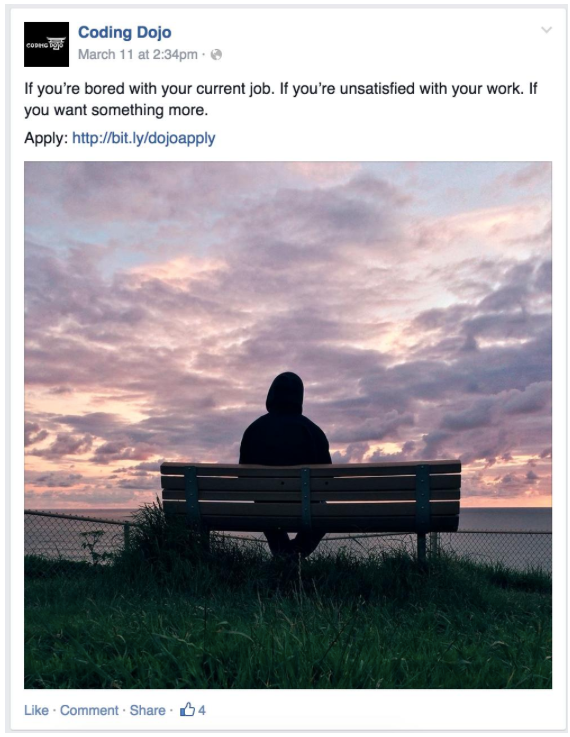 CODING DOJO
Coding Dojo
March 11 at 2:34pm ·
If you’re bored with your current job. If you’re unsatisfied with your work. If
you want something more.
Apply: http://bit.ly/dojoapply
Like · Comment · Share · 4